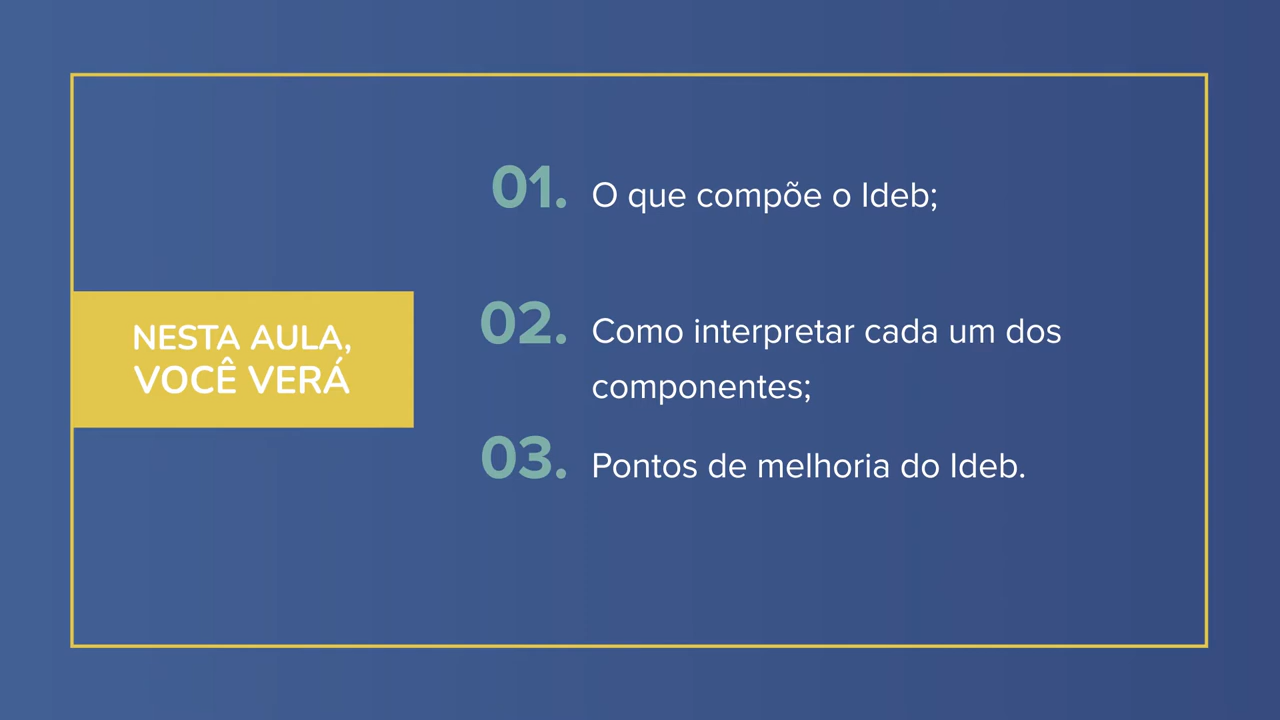 NESTA AULA,
VOCÊ VERÁ
01. O que compõe o Ideb;
02. Como interpretar cada um dos
componentes;
03. Pontos de melhoria do Ideb.